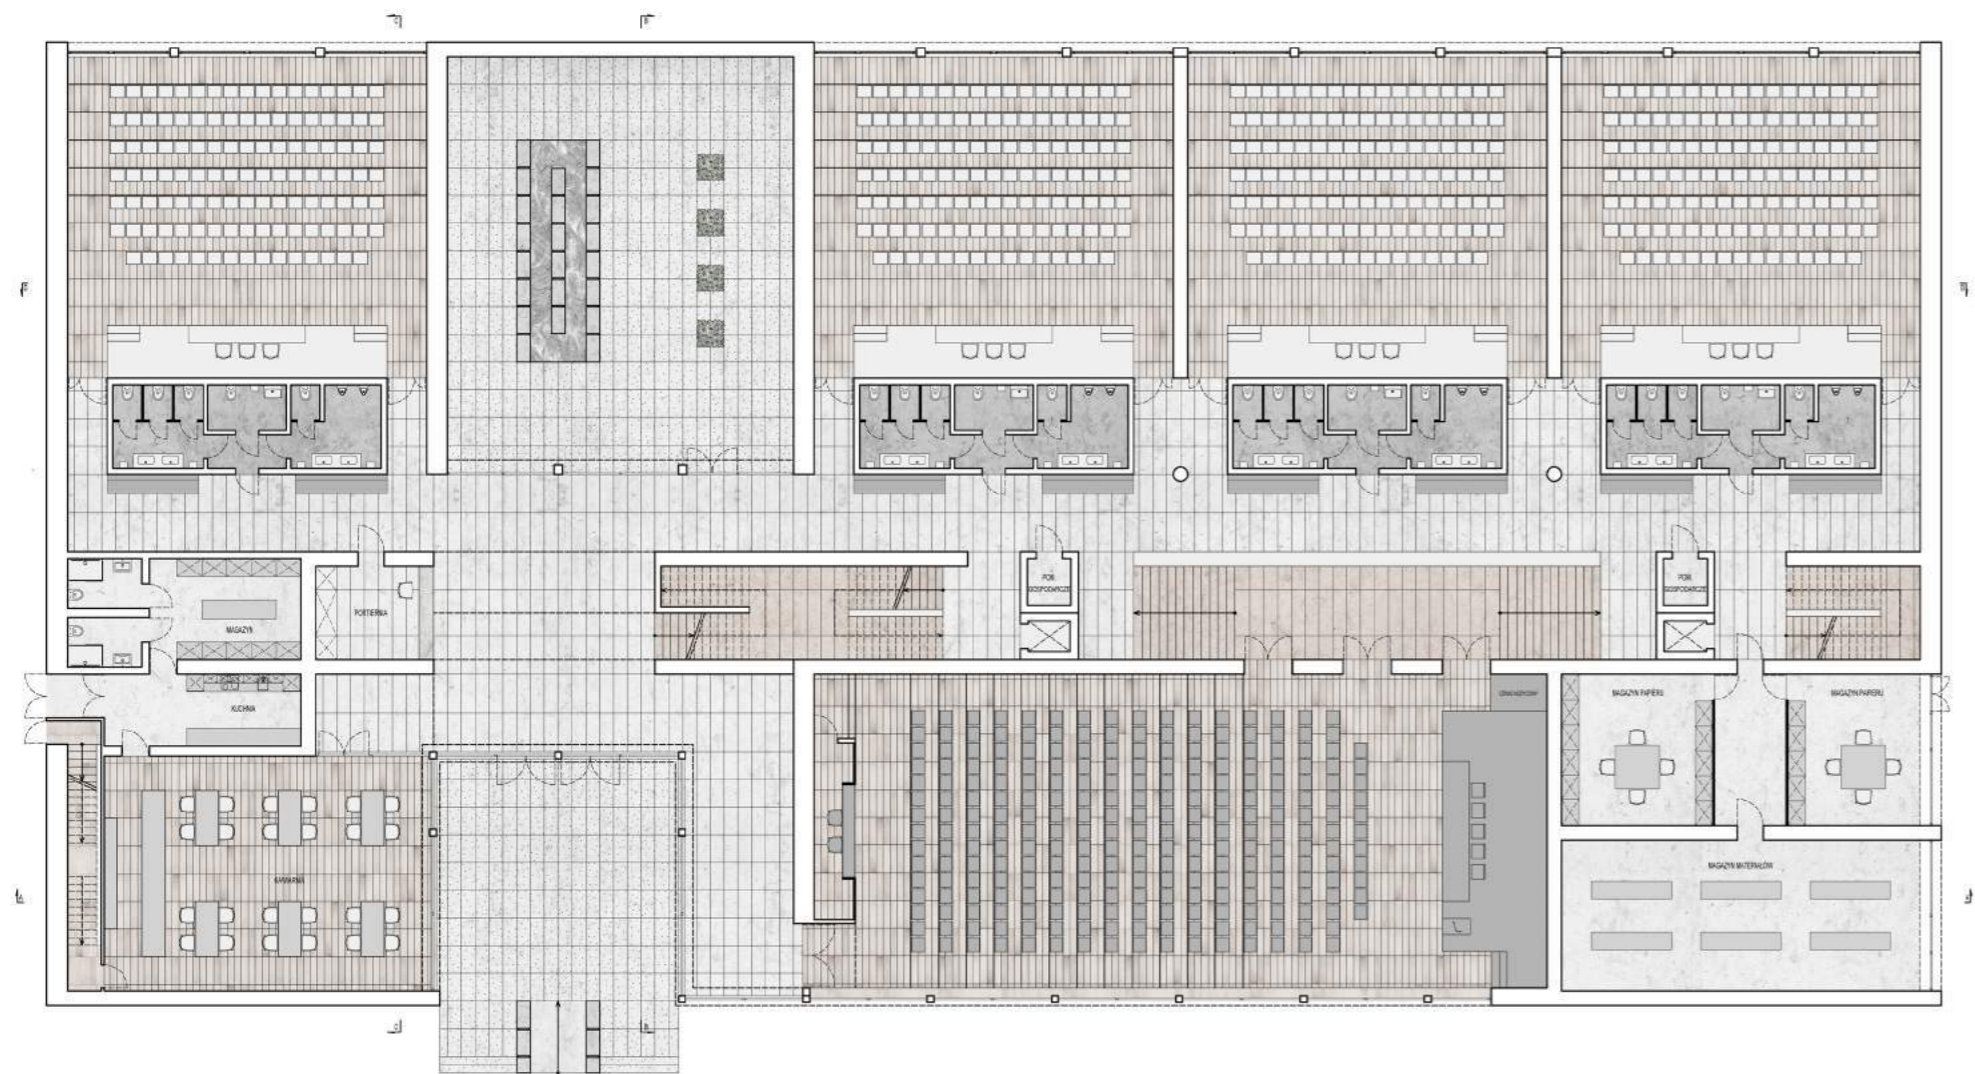 C
B
B
B
POM.
GOSPODARCZE
POM.
GOSPODARCZE
PORTIERNIA
MAGAZYN
KUCHNIA
MAGAZYN PAPIERU
MAGAZYN PAPIERU
MAGAZYN MATERIAŁÓW
KAWIARNIA
A
A
C
B